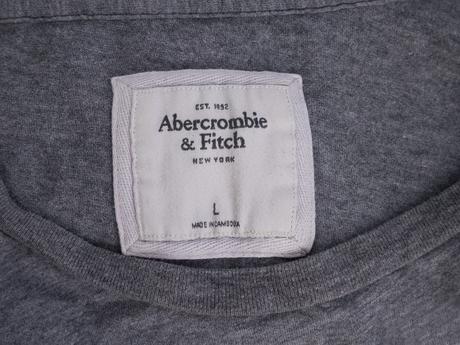 EST. 1892
Abercrombie
& Fitch
NEW YORK
L
MADE IN CAMBODIA